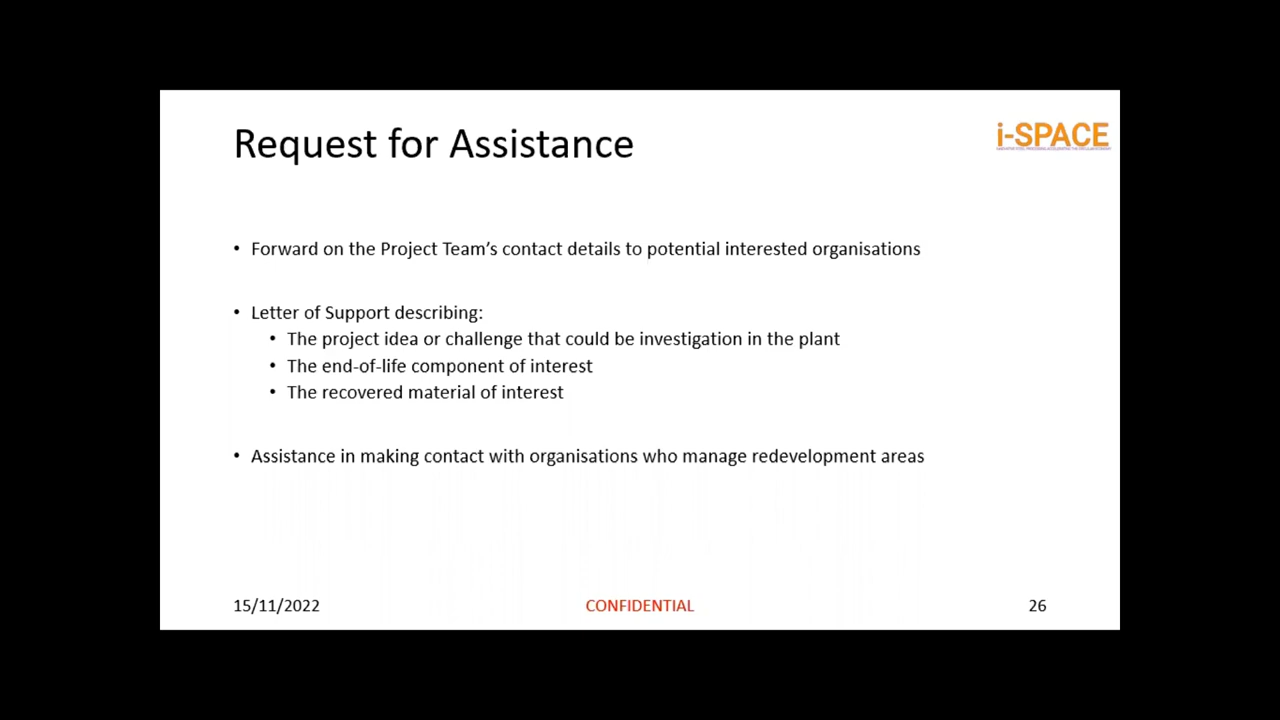 Request for Assistance
i-SPACE
• Forward on the Project Team’s contact details to potential interested organisations
• Letter of Support describing:
• The project idea or challenge that could be investigation in the plant
• The end-of-life component of interest
• The recovered material of interest
• Assistance in making contact with organisations who manage redevelopment areas
15/11/2022
CONFIDENTIAL
26